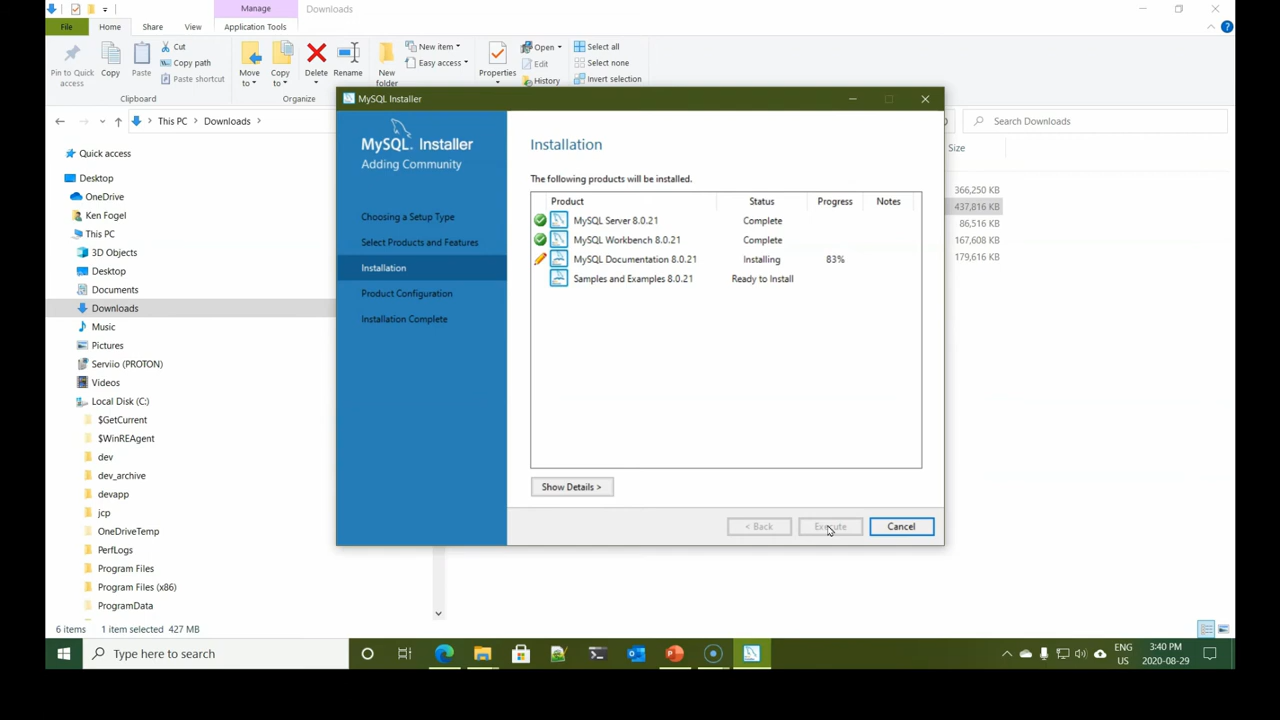 Manage
Downloads
File
Home
Share
View
Application Tools
Pin to Quick access
Copy
Paste
Cut
Copy path
Paste shortcut
Move to
Copy to
Delete
Rename
New folder
New item
Easy access
Properties
Open
Edit
History
Select all
Select none
Invert selection
Clipboard
Organize
This PC > Downloads >
Search Downloads
Size
366,250 KB
437,816 KB
86,516 KB
167,608 KB
179,616 KB
Quick access
Desktop
OneDrive
Ken Fogel
This PC
3D Objects
Desktop
Documents
Downloads
Music
Pictures
Serviio (PROTON)
Videos
Local Disk (C:)
$GetCurrent
$WinREAgent
dev
dev_archive
devapp
jcp
OneDriveTemp
PerfLogs
Program Files
Program Files (x86)
ProgramData
6 items 1 item selected 427 MB
MySQL Installer
MySQL. Installer
Adding Community
Choosing a Setup Type
Select Products and Features
Installation
Product Configuration
Installation Complete
Installation
The following products will be installed.
Product Status Progress Notes
MySQL Server 8.0.21 Complete
MySQL Workbench 8.0.21 Complete
MySQL Documentation 8.0.21 Installing 83%
Samples and Examples 8.0.21 Ready to Install
Show Details >
< Back
Execute
Cancel
Type here to search
ENG
US
3:40 PM
2020-08-29